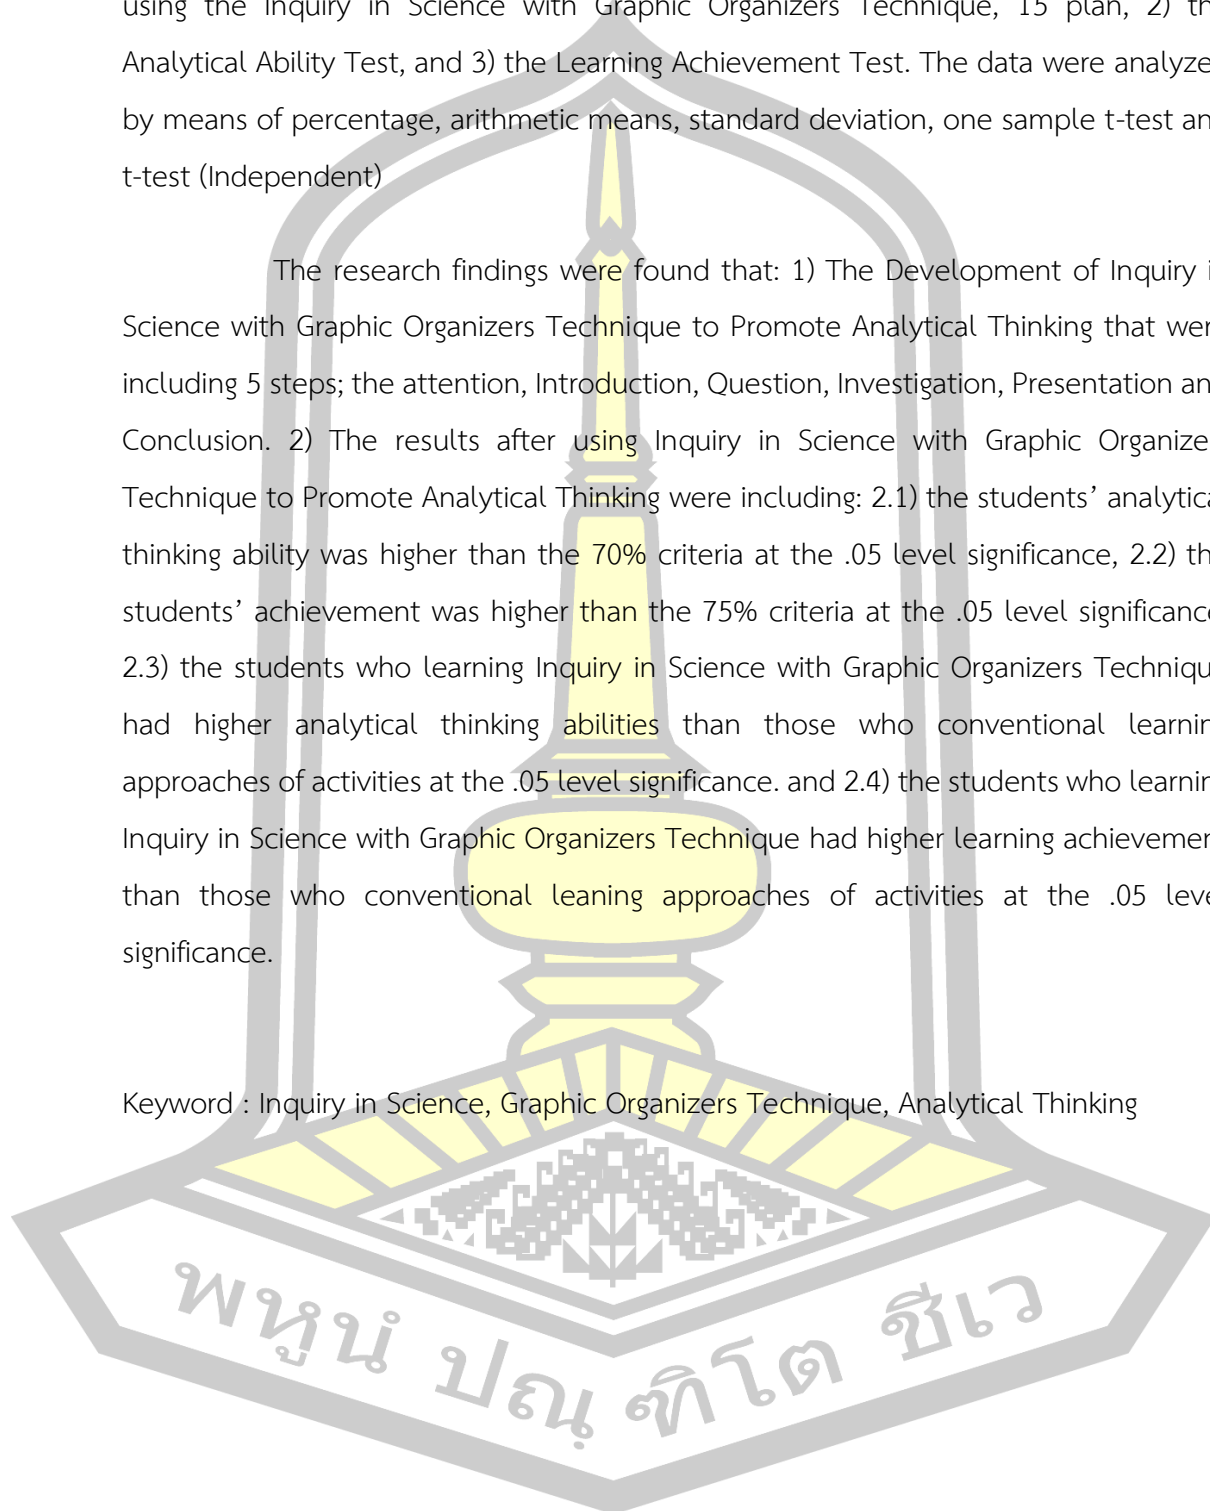 using the Inquiry in Science with Graphic Organizers Technique, 15 plan, 2) th
Analytical Ability Test, and 3) the Learning Achievement Test. The data were analyze
by means of percentage, arithmetic means, standard deviation, one sample t-test an
t-test (Independent)
The research findings were found that: 1) The Development of Inquiry i
Science with Graphic Organizers Technique to Promote Analytical Thinking that wer
including 5 steps; the attention, Introduction, Question, Investigation, Presentation an
Conclusion. 2) The results after using Inquiry in Science with Graphic Organize
Technique to Promote Analytical Thinking were including: 2.1) the students’ analytica
thinking ability was higher than the 70% criteria at the .05 level significance, 2.2) th
students’ achievement was higher than the 75% criteria at the .05 level significance
2.3) the students who learning Inquiry in Science with Graphic Organizers Techniqu
had higher analytical thinking abilities than those who conventional learnin
approaches of activities at the .05 level significance. and 2.4) the students who learnin
Inquiry in Science with Graphic Organizers Technique had higher learning achievemen
than those who conventional leaning approaches of activities at the .05 leve
significance.
Keyword : Inquiry in Science, Graphic Organizers Technique, Analytical Thinking
พหูนํ ปณฺฑิโต ชีเว